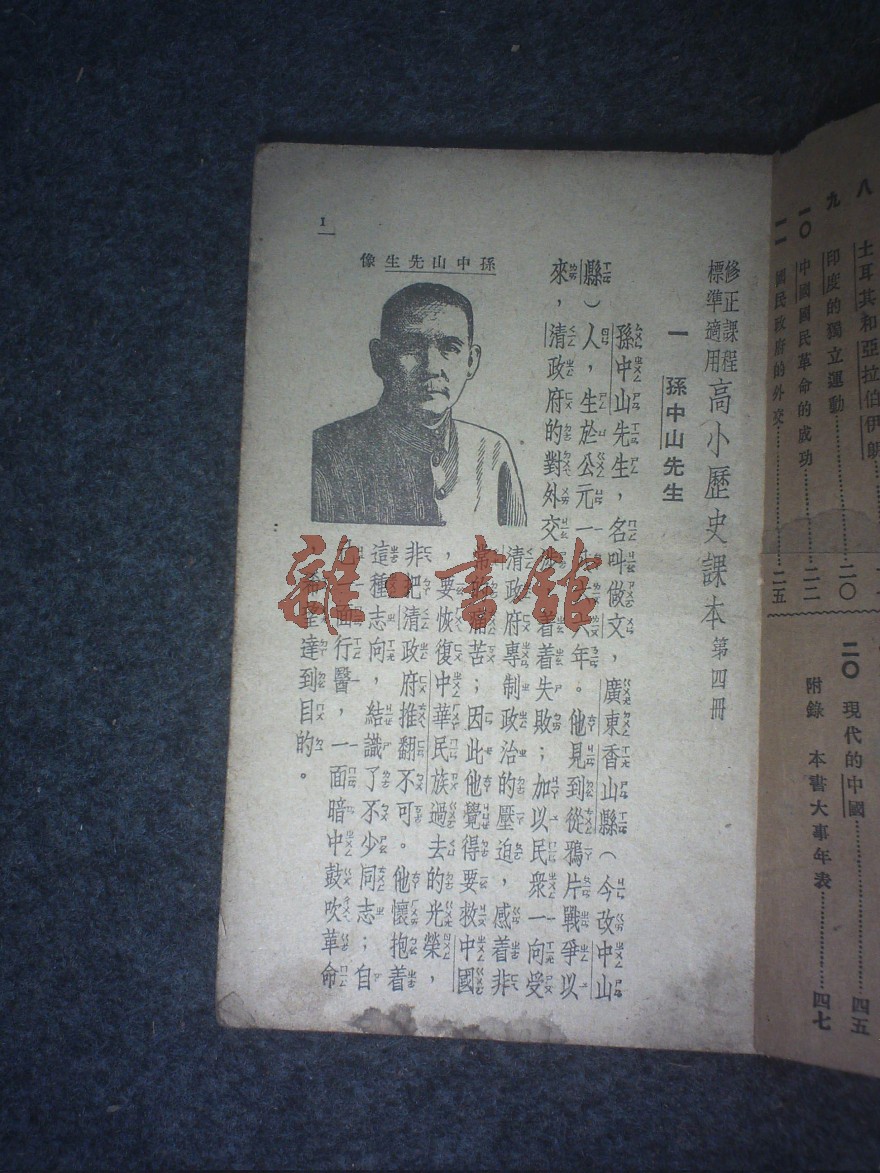 八 土耳其和亞拉伯伊朗
九 印度的獨立運動……二〇
一〇 中國國民革命的成功……二二
一一 國民政府的外交……二五
二〇 現代的中國……四五
附錄 本書大事年表……四七
修正課程
標準適用
高小歷史課本 第四冊
一 孫中山先生
孫中山先生，名叫做文，廣東香山縣（今改中山
縣）人，生於公元一八六六年。他見到從鴉片戰爭以
來，清政府的對外交涉，着着失敗；加以民衆一向受
清政府專制政治的壓迫，感着非
常的痛苦；因此他覺得要救中國
，要恢復中華民族過去的光榮，
非把清政府推翻不可。他懷抱着
這種志向，結識了不少同志；自
己一面行醫，一面暗中鼓吹革命
，希望達到目的。
孫中山先生像
1
雜·書館